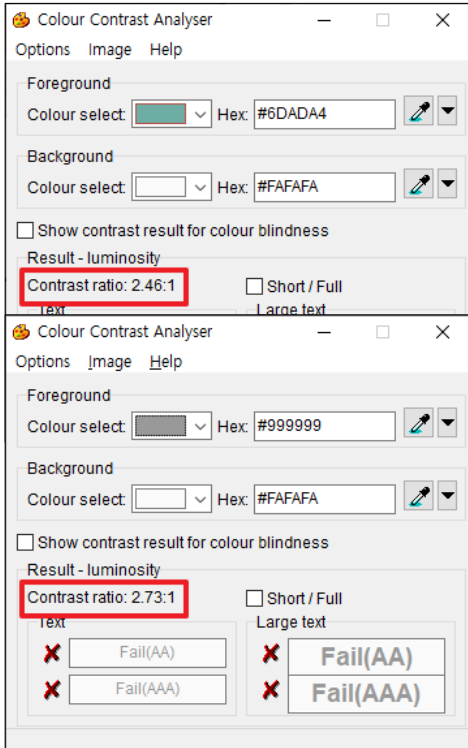 Colour Contrast Analyser
Options Image Help
Foreground
Colour select: Hex: #6DADA4
Background
Colour select: Hex: #FAFAFA
Show contrast result for colour blindness
Result - luminosity
Contrast ratio: 2.46:1 Short / Full
Text Large text
Colour Contrast Analyser
Options Image Help
Foreground
Colour select: Hex: #999999
Background
Colour select: Hex: #FAFAFA
Show contrast result for colour blindness
Result - luminosity
Contrast ratio: 2.73:1 Short / Full
Text Large text
Fail(AA) Fail(AA)
Fail(AAA) Fail(AAA)